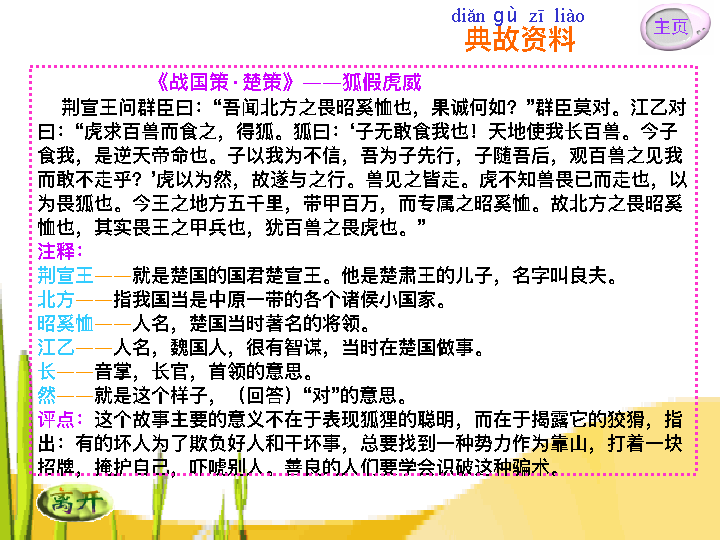 diǎn gù zī liào
典故资料
主页
《战国策·楚策》——狐假虎威
荆宣王问群臣曰：“吾闻北方之畏昭奚恤也，果诚何如？”群臣莫对。江乙对
曰：“虎求百兽而食之，得狐。狐曰：‘子无敢食我也！天地使我长百兽。今子
食我，是逆天帝命也。子以我为不信，吾为子先行，子随吾后，观百兽之见我
而敢不走乎？’虎以为然，故遂与之行。兽见之皆走。虎不知兽畏已而走也，以
为畏狐也。今王之地方五千里，带甲百万，而专属之昭奚恤。故北方之畏昭奚
恤也，其实畏王之甲兵也，犹百兽之畏虎也。”
注释：
荆宣王——就是楚国的国君楚宣王。他是楚肃王的儿子，名字叫良夫。
北方——指我国当是中原一带的各个诸侯小国家。
昭奚恤——人名，楚国当时著名的将领。
江乙——人名，魏国人，很有智谋，当时在楚国做事。
长——音掌，长官，首领的意思。
然——就是这个样子，（回答）“对”的意思。
评点：这个故事主要的意义不在于表现狐狸的聪明，而在于揭露它的狡猾，指
出：有的坏人为了欺负好人和干坏事，总要找到一种势力作为靠山，打着一块
招牌，掩护自己，吓唬别人。善良的人们要学会识破这种骗术。
离开